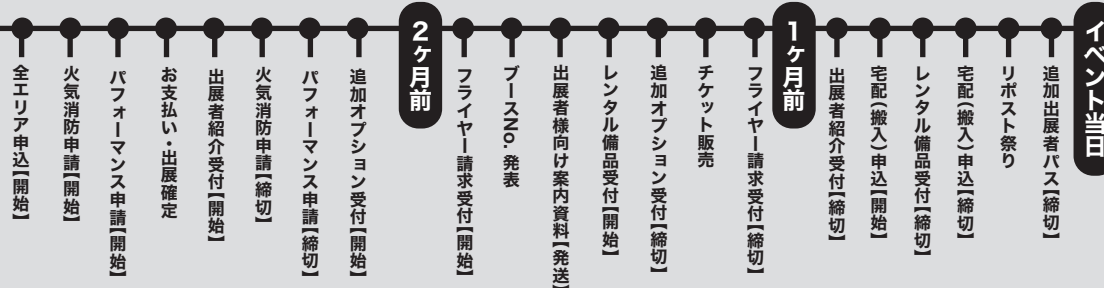 全エリア申込【開始】
火気消防申請【開始】
パフォーマンス申請【開始】
お支払い・出展確定
出展者紹介受付【開始】
火気消防申請【締切】
パフォーマンス申請【締切】
追加オプション受付【開始】
2ヶ月前
フライヤー請求受付【開始】
ブースNo. 発表
出展者様向け案内資料【発送】
レンタル備品受付【開始】
追加オプション受付【締切】
チケット販売
フライヤー請求受付【締切】
1ヶ月前
出展者紹介受付【締切】
宅配(搬入)申込【開始】
レンタル備品受付【締切】
宅配(搬入)申込【締切】
リポスト祭り
追加出展者パス【締切】
イベント当日